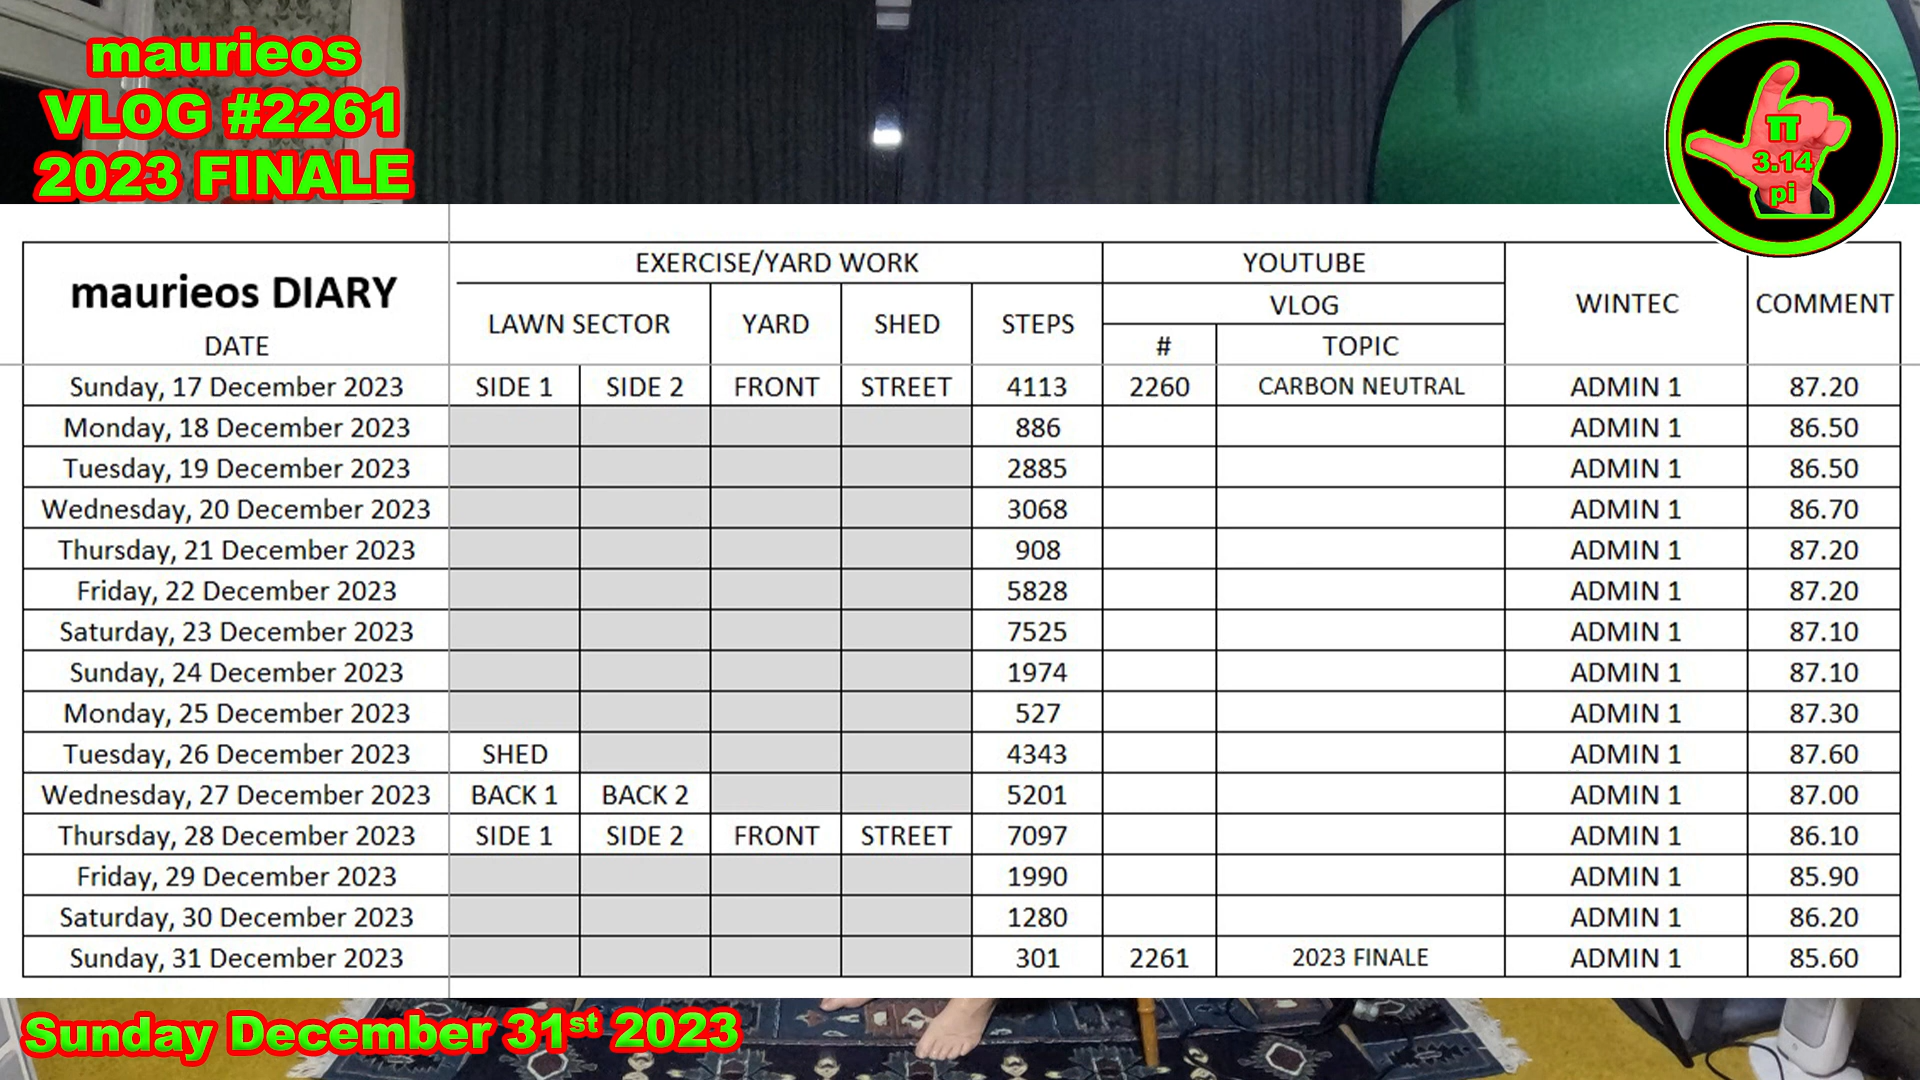 maurieos
VLOG #2261
2023 FINALE
π
3.14
pi
maurieos DIARY
DATE
EXERCISE/YARD WORK
LAWN SECTOR YARD SHED STEPS
YOUTUBE
VLOG
# TOPIC
WINTEC
COMMENT
Sunday, 17 December 2023 SIDE 1 SIDE 2 FRONT STREET 4113 2260 CARBON NEUTRAL ADMIN 1 87.20
Monday, 18 December 2023 886 ADMIN 1 86.50
Tuesday, 19 December 2023 2885 ADMIN 1 86.50
Wednesday, 20 December 2023 3068 ADMIN 1 86.70
Thursday, 21 December 2023 908 ADMIN 1 87.20
Friday, 22 December 2023 5828 ADMIN 1 87.20
Saturday, 23 December 2023 7525 ADMIN 1 87.10
Sunday, 24 December 2023 1974 ADMIN 1 87.10
Monday, 25 December 2023 527 ADMIN 1 87.30
Tuesday, 26 December 2023 SHED 4343 ADMIN 1 87.60
Wednesday, 27 December 2023 BACK 1 BACK 2 5201 ADMIN 1 87.00
Thursday, 28 December 2023 SIDE 1 SIDE 2 FRONT STREET 7097 ADMIN 1 86.10
Friday, 29 December 2023 1990 ADMIN 1 85.90
Saturday, 30 December 2023 1280 ADMIN 1 86.20
Sunday, 31 December 2023 301 2261 2023 FINALE ADMIN 1 85.60
Sunday December 31st 2023